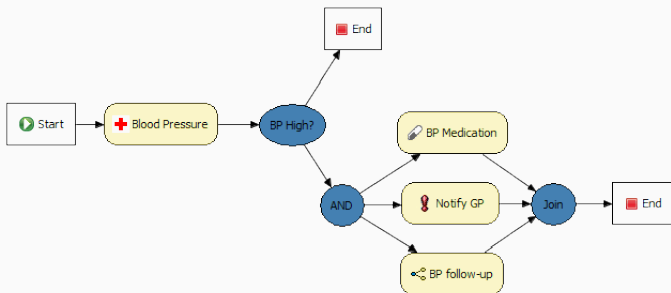 End
Start
Blood Pressure
BP High?
BP Medication
AND
Notify GP
Join
End
BP follow-up